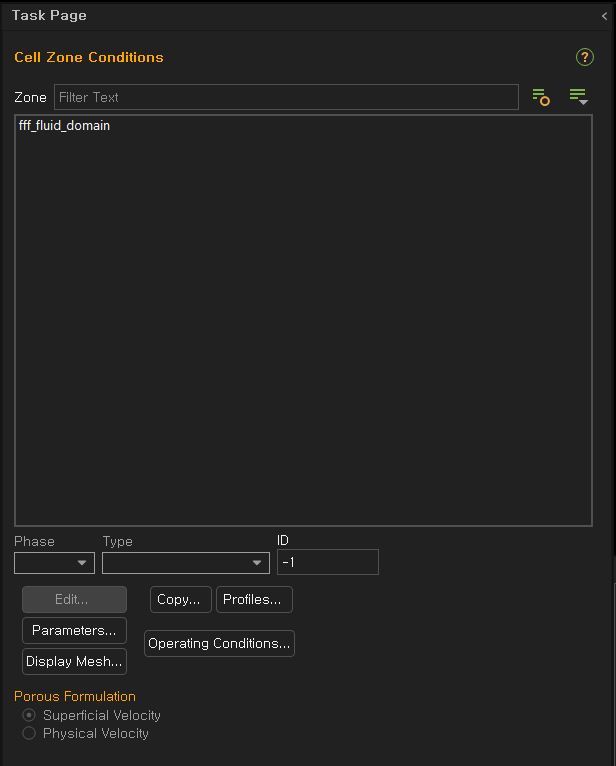 Task Page <
Cell Zone Conditions ?
Zone Filter Text
fff_fluid_domain
Phase Type ID
-1
Edit... Copy... Profiles...
Parameters...
Operating Conditions...
Display Mesh...
Porous Formulation
Superficial Velocity
Physical Velocity